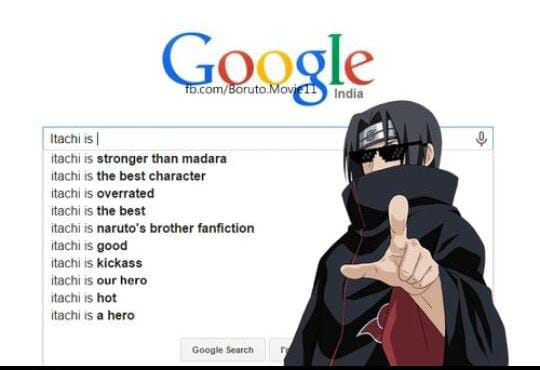 Google
fb.com/Boruto.Movie11
India
Itachi is
itachi is stronger than madara
itachi is the best character
itachi is overrated
itachi is the best
itachi is naruto's brother fanfiction
itachi is good
itachi is kickass
itachi is our hero
itachi is hot
itachi is a hero
Google Search